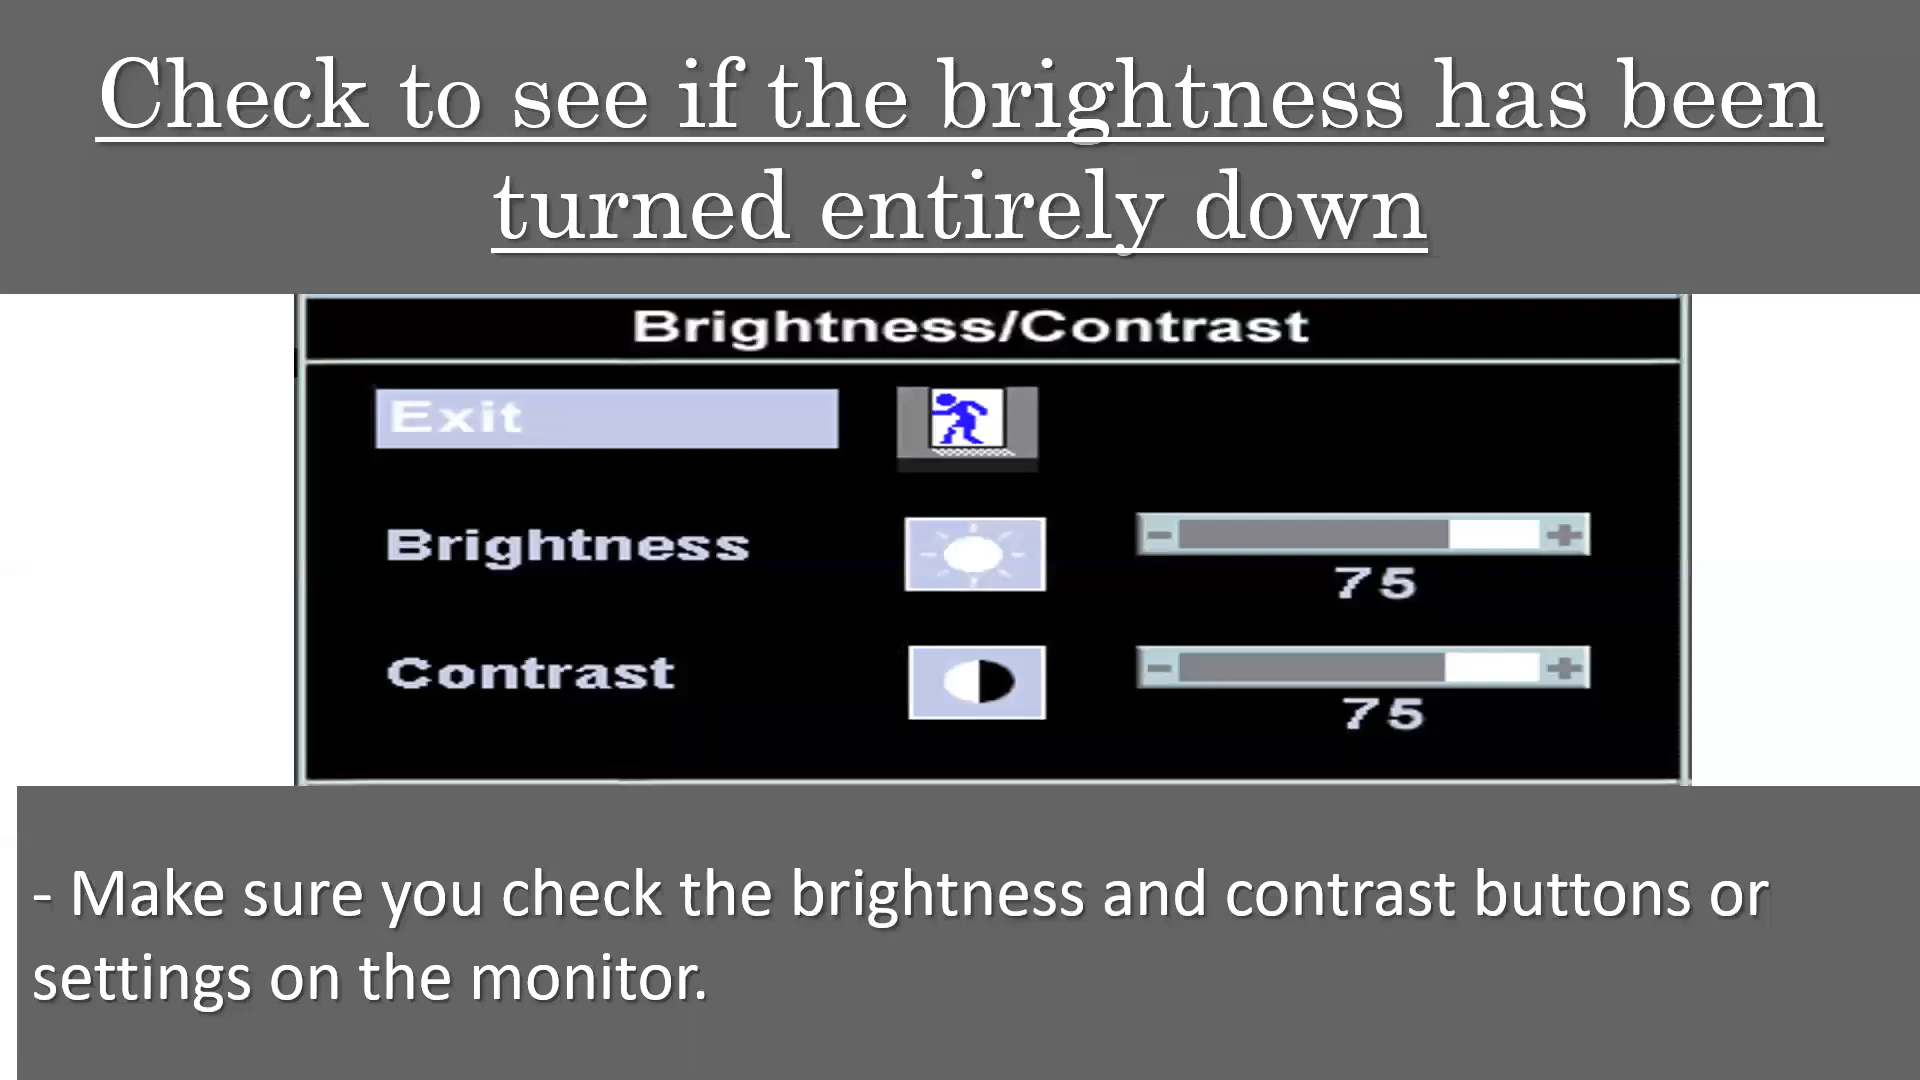 Check to see if the brightness has been
turned entirely down
Brightness/Contrast
Exit
Brightness
- +
75
Contrast
- +
75
- Make sure you check the brightness and contrast buttons or
settings on the monitor.